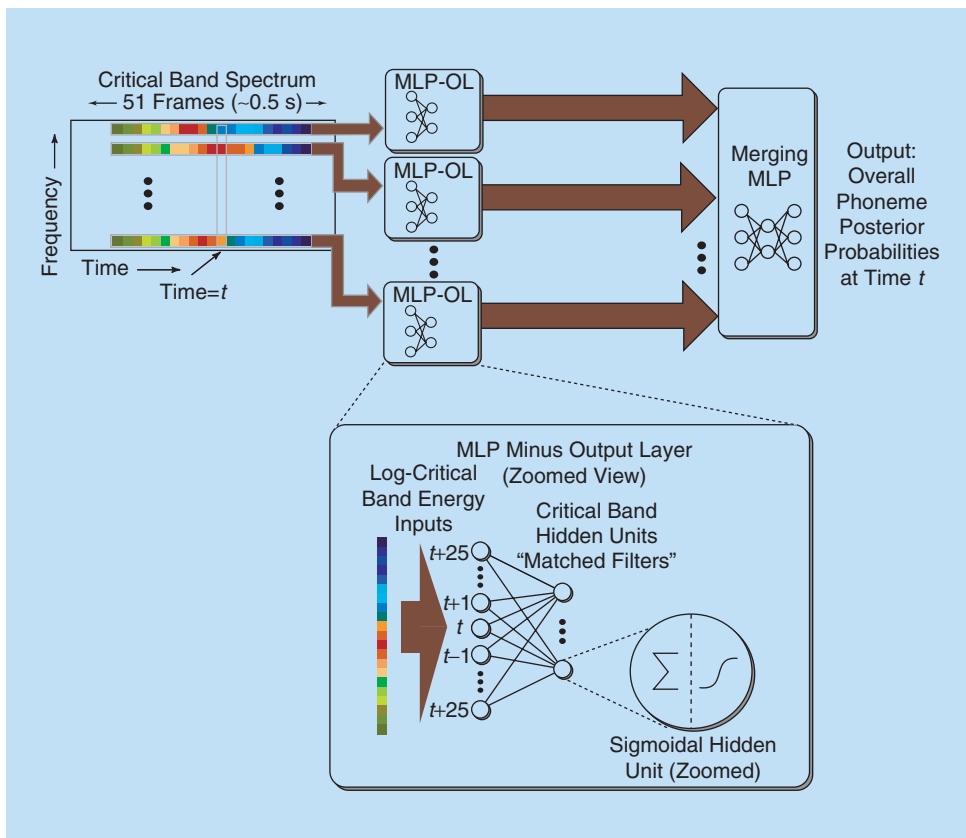 Critical Band Spectrum
51 Frames (~0.5 s)
Frequency
Time
Time=t
MLP-OL
MLP-OL
MLP-OL
Merging
MLP
Output:
Overall
Phoneme
Posterior
Probabilities
at Time t
MLP Minus Output Layer
(Zoomed View)
Log-Critical
Band Energy
Inputs
Critical Band
Hidden Units
“Matched Filters”
t+25
t+1
t
t–1
t+25
Sigmoidal Hidden
Unit (Zoomed)